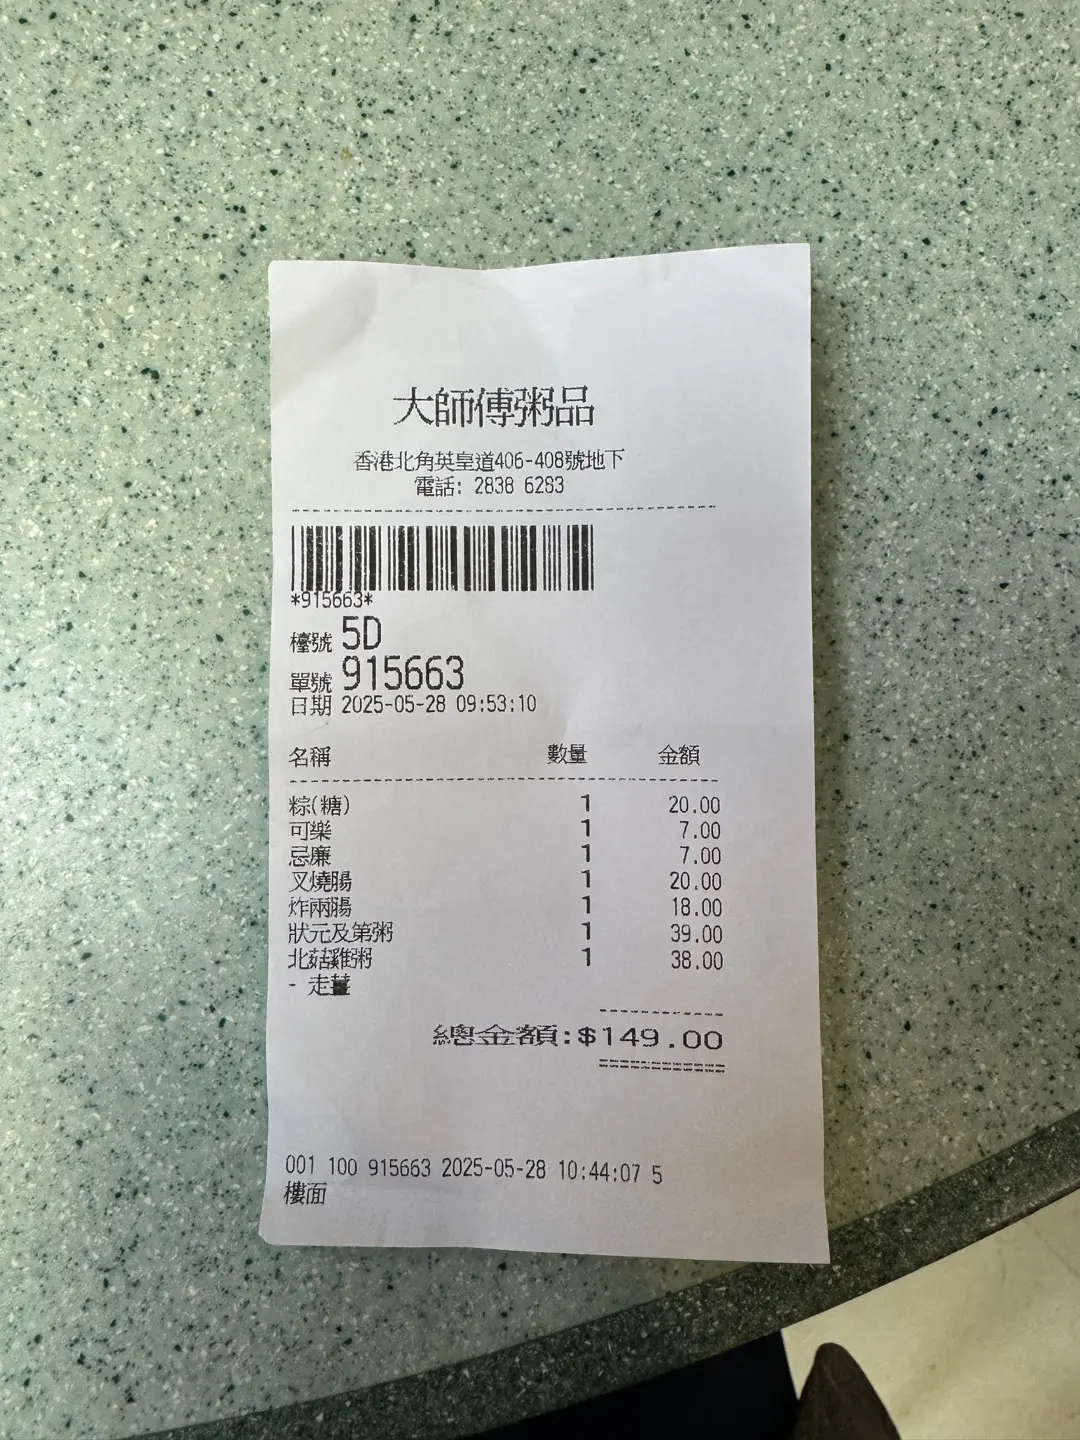 大師傅粥品
香港北角英皇道406-408號地下
電話: 2838 6283
*915663*
檯號 5D
單號 915663
日期 2025-05-28 09:53:10
名稱 數量 金額
粽(糖) 1 20.00
可樂 1 7.00
忌廉 1 7.00
叉燒腸 1 20.00
炸兩腸 1 18.00
狀元及第粥 1 39.00
北菇雞粥 1 38.00
- 走薑
總金額:$149.00
001 100 915663 2025-05-28 10:44:07 5
樓面